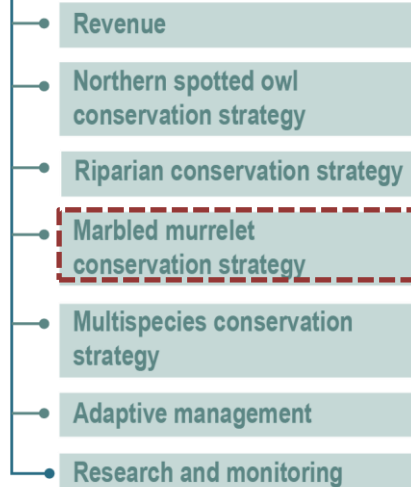 Revenue
Northern spotted owl
conservation strategy
Riparian conservation strategy
Marbled murrelet
conservation strategy
Multispecies conservation
strategy
Adaptive management
Research and monitoring